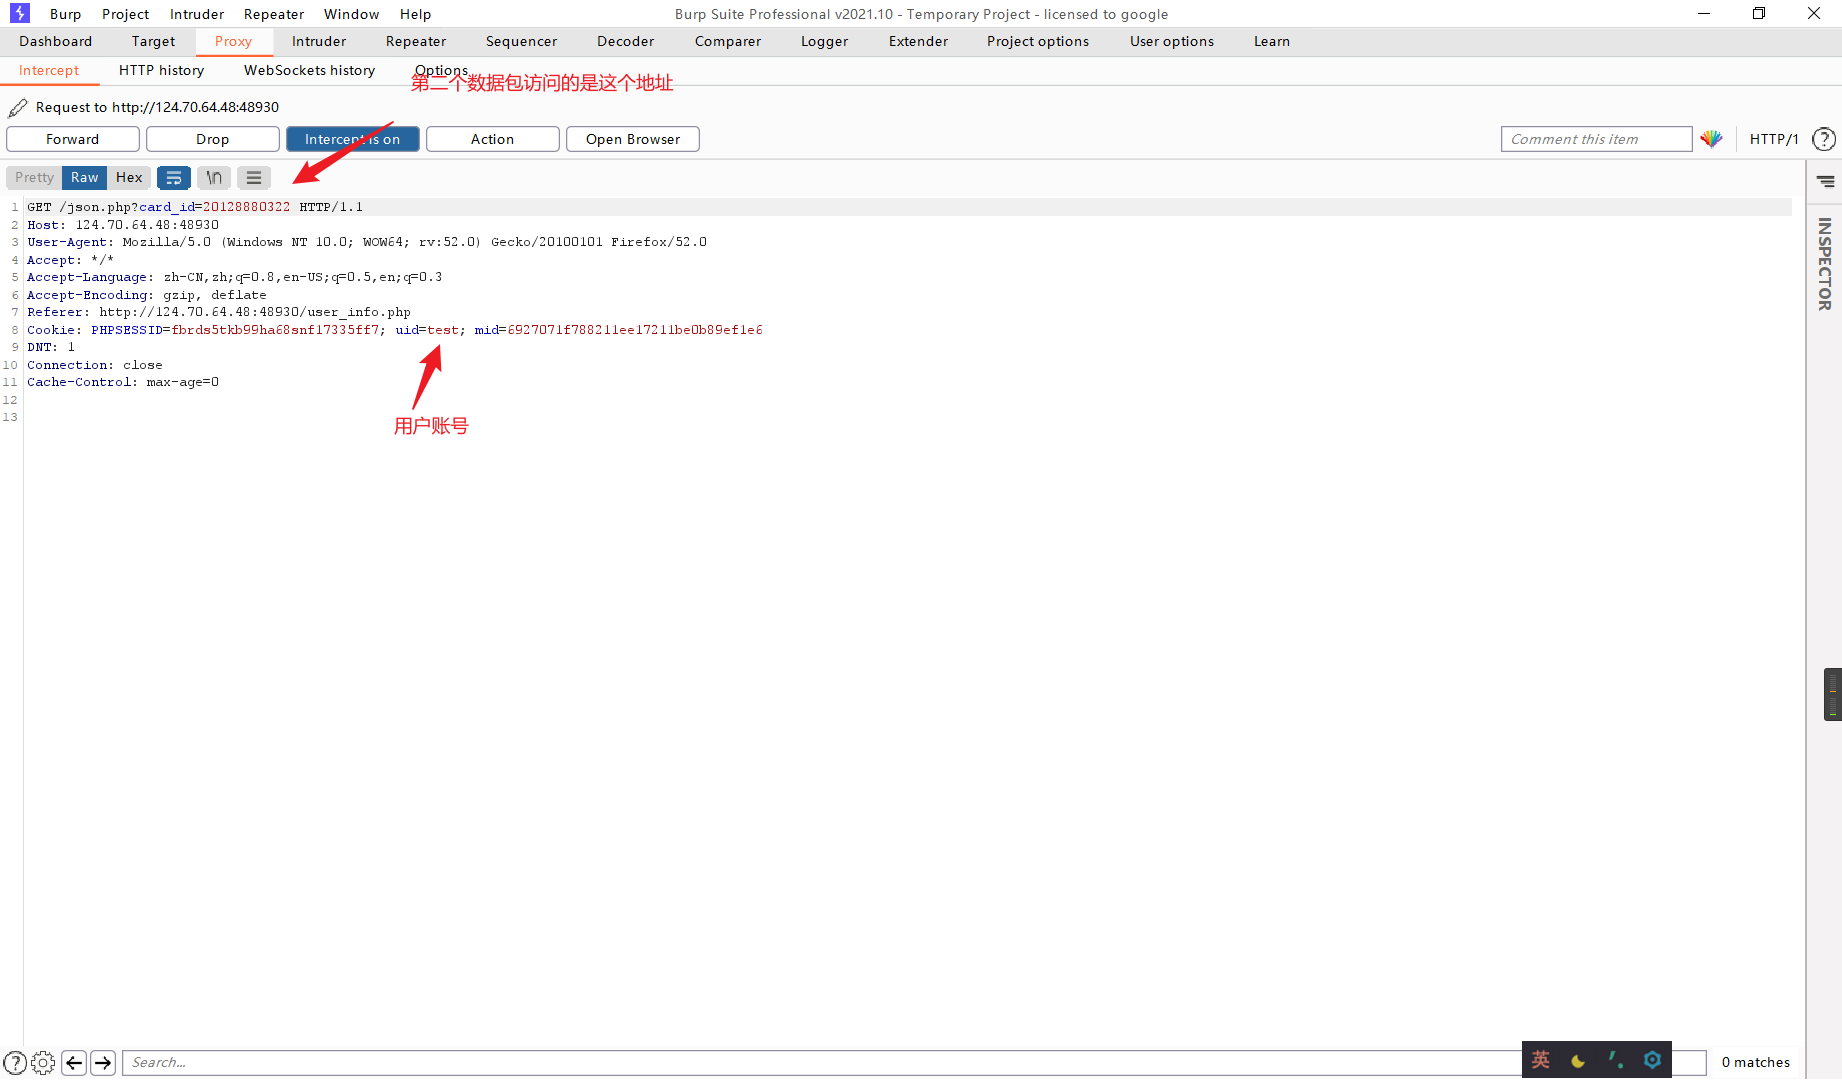 Burp Project Intruder Repeater Window Help Burp Suite Professional v2021.10 - Temporary Project - licensed to google
Dashboard Target Proxy Intruder Repeater Sequencer Decoder Comparer Logger Extender Project options User options Learn
Intercept HTTP history WebSockets history Options
第二个数据包访问的是这个地址
Request to http://124.70.64.48:48930
Forward Drop Intercept is on Action Open Browser Comment this item HTTP/1 ?
Pretty Raw Hex \n
1 GET /json.php?card_id=20128880322 HTTP/1.1
2 Host: 124.70.64.48:48930
3 User-Agent: Mozilla/5.0 (Windows NT 10.0; WOW64; rv:52.0) Gecko/20100101 Firefox/52.0
4 Accept: */*
5 Accept-Language: zh-CN,zh;q=0.8,en-US;q=0.5,en;q=0.3
6 Accept-Encoding: gzip, deflate
7 Referer: http://124.70.64.48:48930/user_info.php
8 Cookie: PHPSESSID=fbrds5tkb99ha68snf17335ff7; uid=test; mid=6927071f788211ee17211be0b89ef1e6
9 DNT: 1
10 Connection: close
11 Cache-Control: max-age=0
12
13
用户账号
INSPECTOR
? Search... 英 0 matches